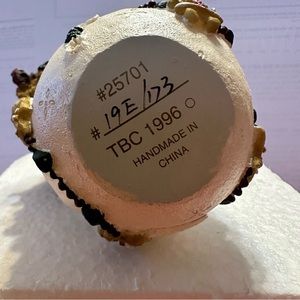 #25701
# 19E/173
TBC 1996
HANDMADE IN
CHINA